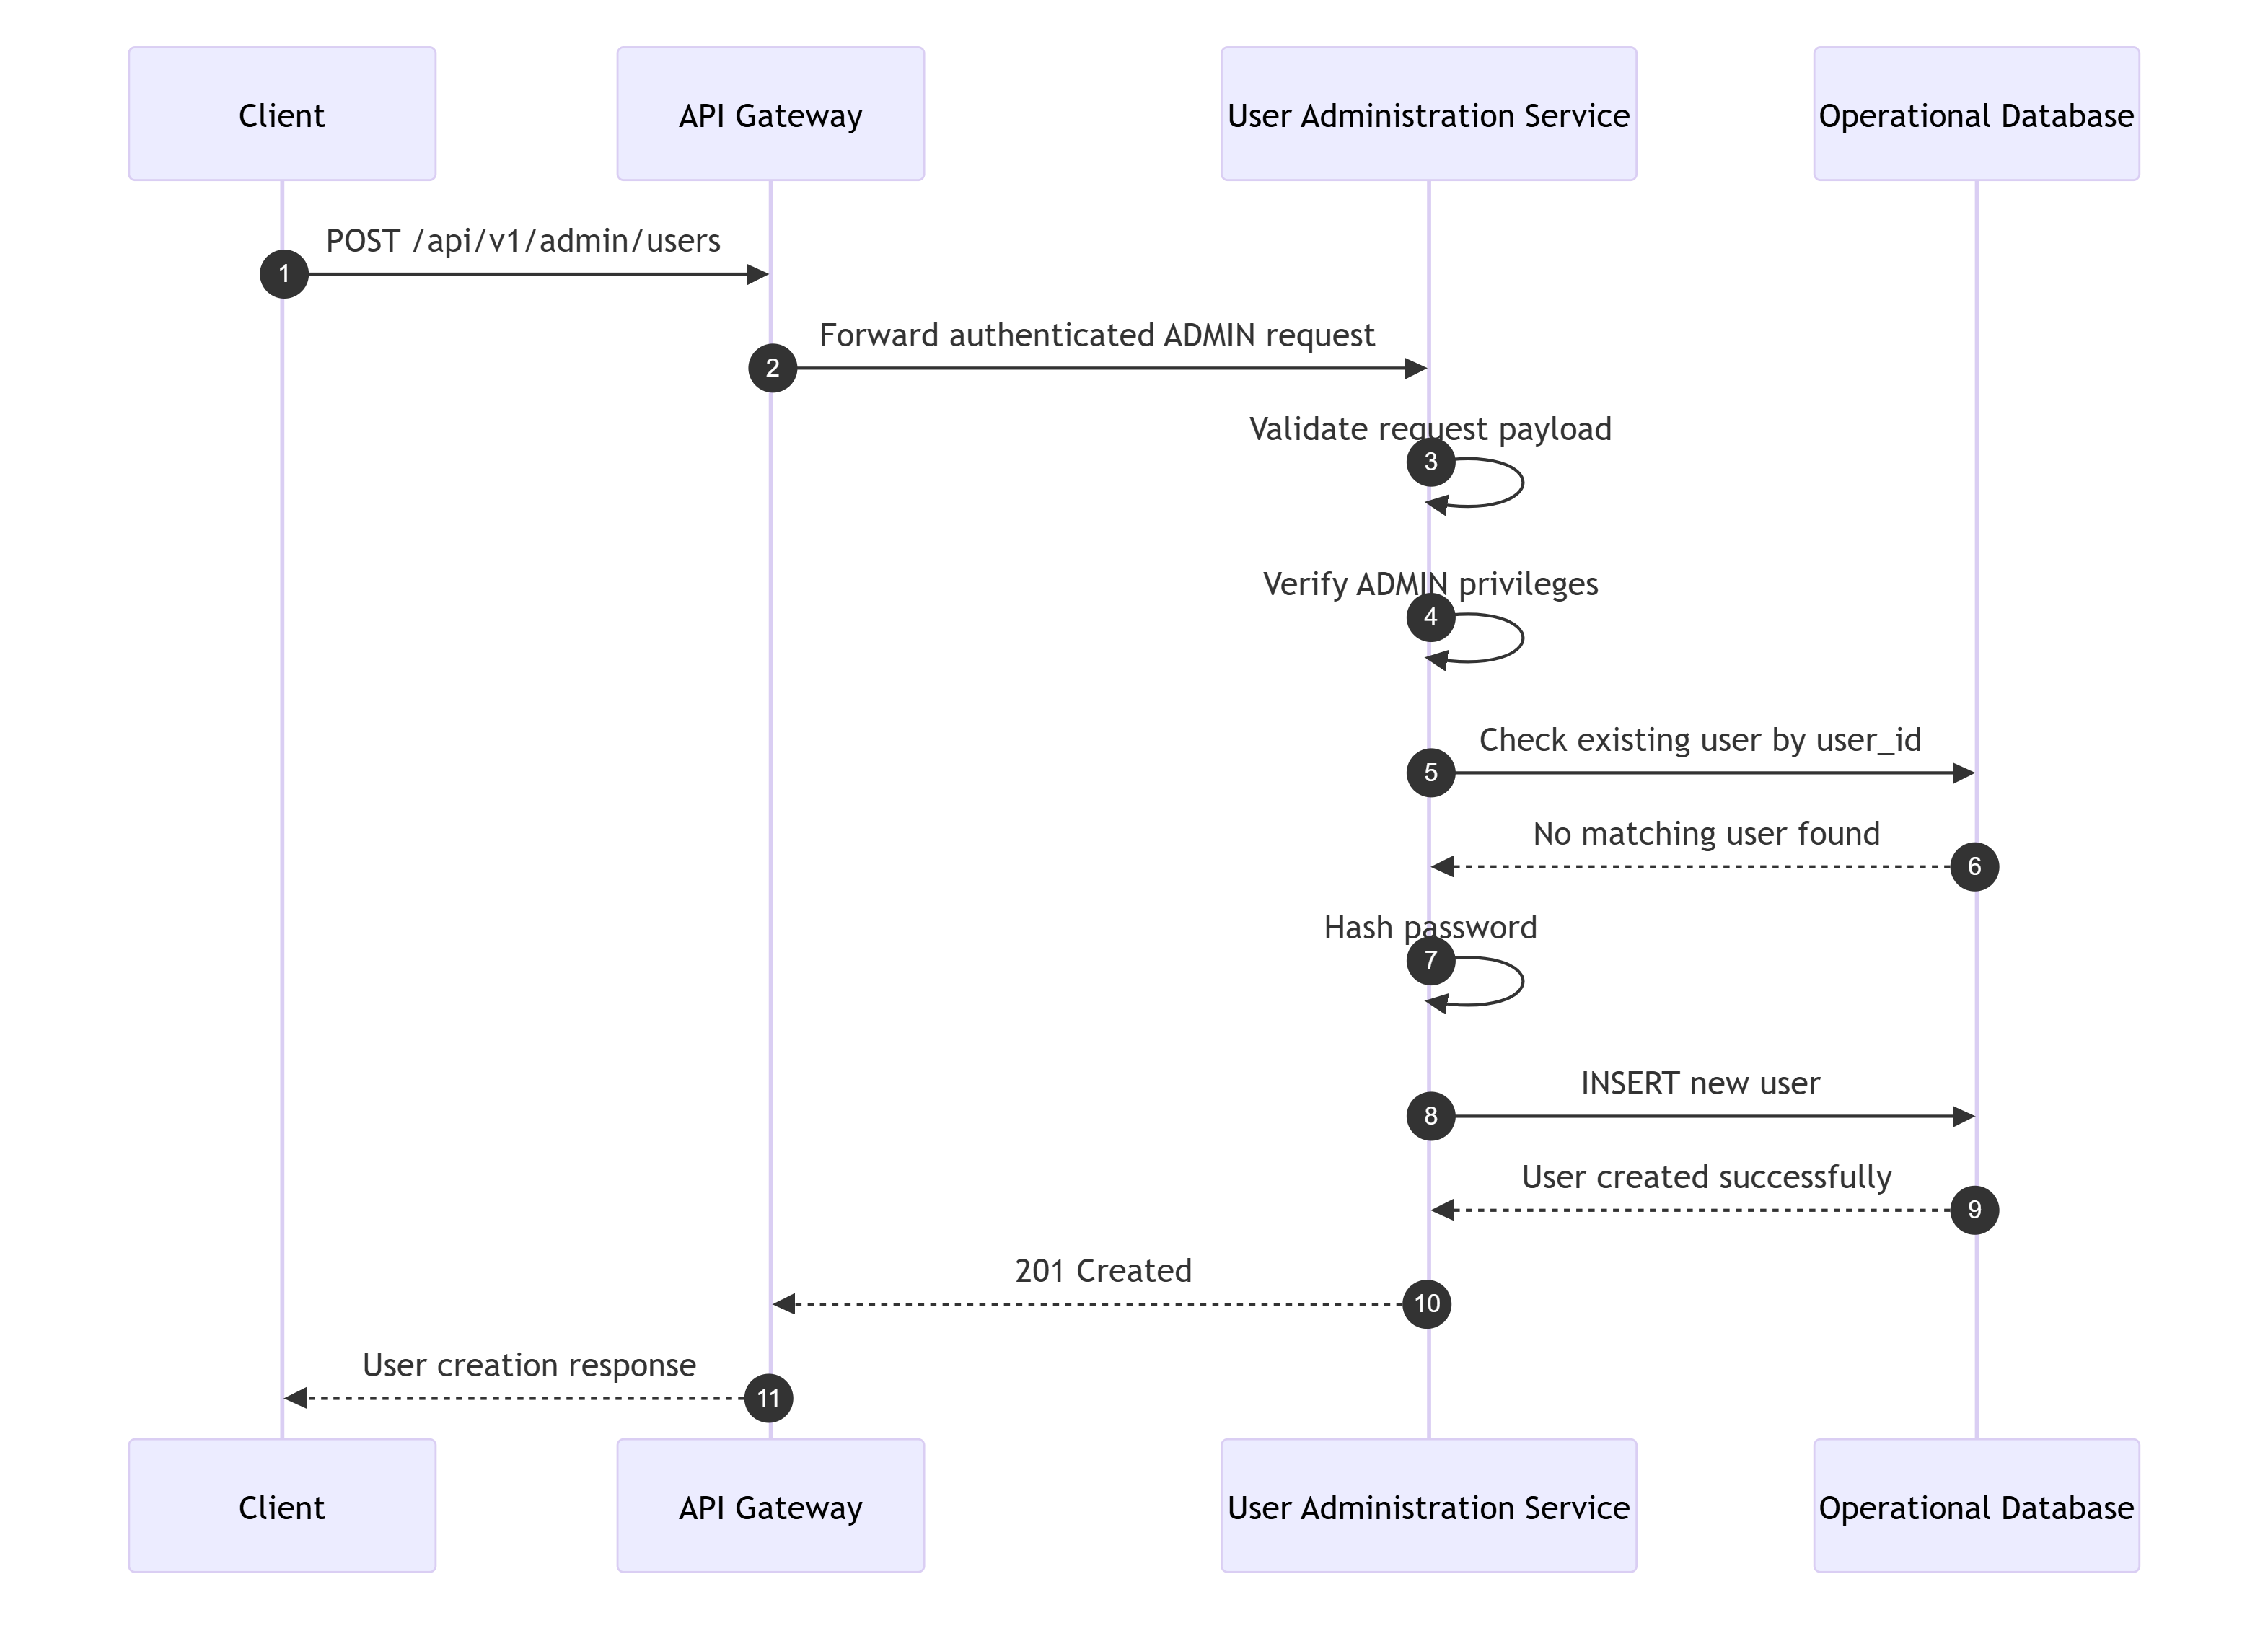 Client
API Gateway
User Administration Service
Operational Database
POST /api/v1/admin/users
1
Forward authenticated ADMIN request
2
Validate request payload
3
Verify ADMIN privileges
4
Check existing user by user_id
5
No matching user found
6
Hash password
7
INSERT new user
8
User created successfully
9
201 Created
10
User creation response
11
Client
API Gateway
User Administration Service
Operational Database